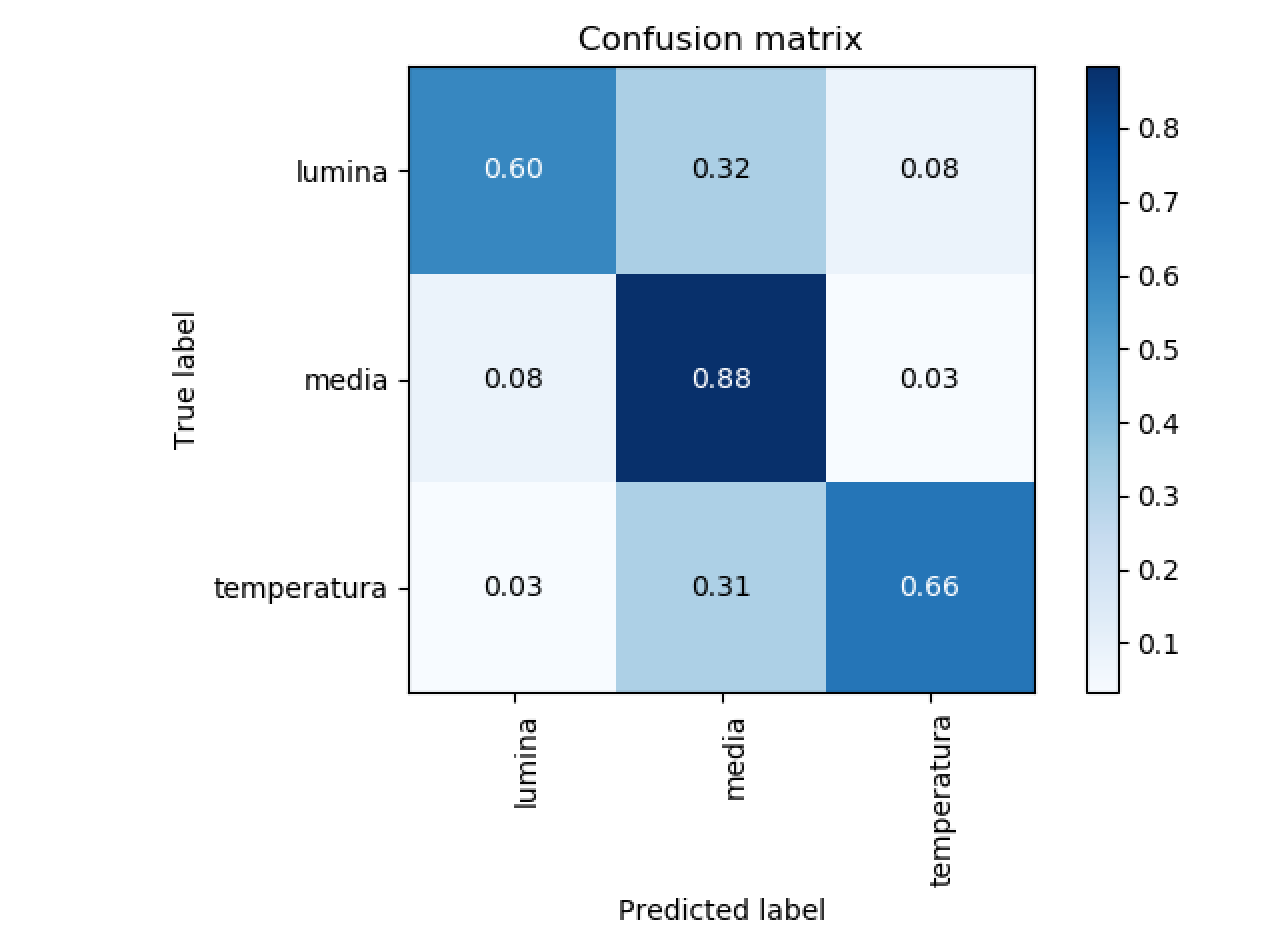 Confusion matrix
lumina 0.60 0.32 0.08
media 0.08 0.88 0.03
temperatura 0.03 0.31 0.66
True label
lumina media temperatura
Predicted label
0.8
0.7
0.6
0.5
0.4
0.3
0.2
0.1